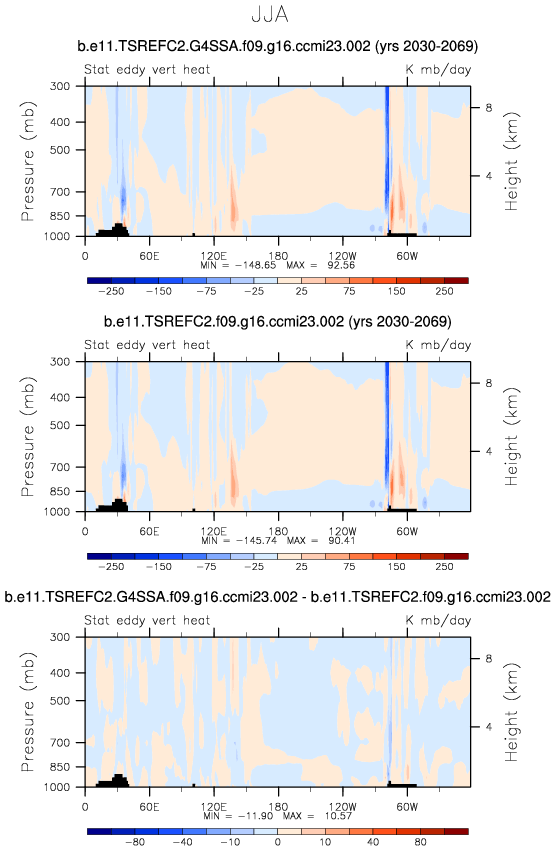 JJA
b.e11.TSREFC2.G4SSA.f09.g16.ccmi23.002 (yrs 2030-2069)
Stat eddy vert heat K mb/day
300
400
500
700
850
1000
Pressure (mb)
8
4
Height (km)
0 60E 120E 180 120W 60W
MIN = -148.65 MAX = 92.56
-250 -150 -75 -25 25 75 150 250
b.e11.TSREFC2.f09.g16.ccmi23.002 (yrs 2030-2069)
Stat eddy vert heat K mb/day
300
400
500
700
850
1000
Pressure (mb)
8
4
Height (km)
0 60E 120E 180 120W 60W
MIN = -145.74 MAX = 90.41
-250 -150 -75 -25 25 75 150 250
b.e11.TSREFC2.G4SSA.f09.g16.ccmi23.002 - b.e11.TSREFC2.f09.g16.ccmi23.002
Stat eddy vert heat K mb/day
300
400
500
700
850
1000
Pressure (mb)
8
4
Height (km)
0 60E 120E 180 120W 60W
MIN = -11.90 MAX = 10.57
-80 -40 -10 0 10 40 80